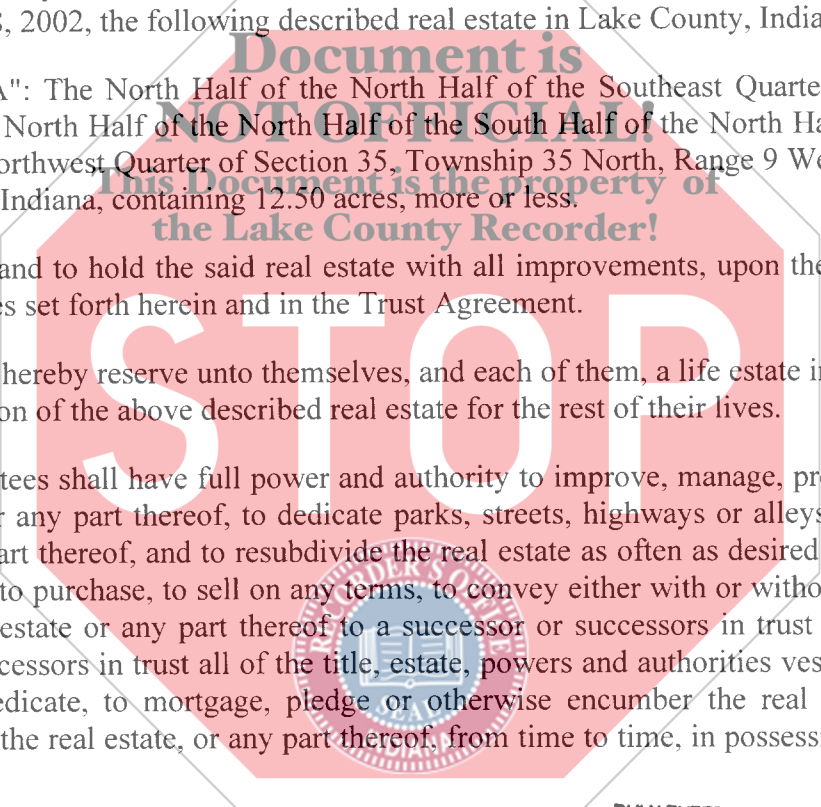 8, 2002, the following described real estate in Lake County, India
Document is
A": The North Half of the North Half of the Southeast Quarte
NOT OFFICIAL!
North Half of the North Half of the South Half of the North Ha
orthwest Quarter of Section 35, Township 35 North, Range 9 We
This Document is the property of
Indiana, containing 12.50 acres, more or less.
the Lake County Recorder!
and to hold the said real estate with all improvements, upon the
es set forth herein and in the Trust Agreement.
STOP
hereby reserve unto themselves, and each of them, a life estate in
on of the above described real estate for the rest of their lives.
tees shall have full power and authority to improve, manage, pr
r any part thereof, to dedicate parks, streets, highways or alleys
art thereof, and to resubdivide the real estate as often as desired
to purchase, to sell on any terms, to convey either with or witho
estate or any part thereof to a successor or successors in trust
cessors in trust all of the title, estate, powers and authorities ves
edicate, to mortgage, pledge or otherwise encumber the real
the real estate, or any part thereof, from time to time, in possess
RECORDER'S OFFICE
SEAL
INDIANA